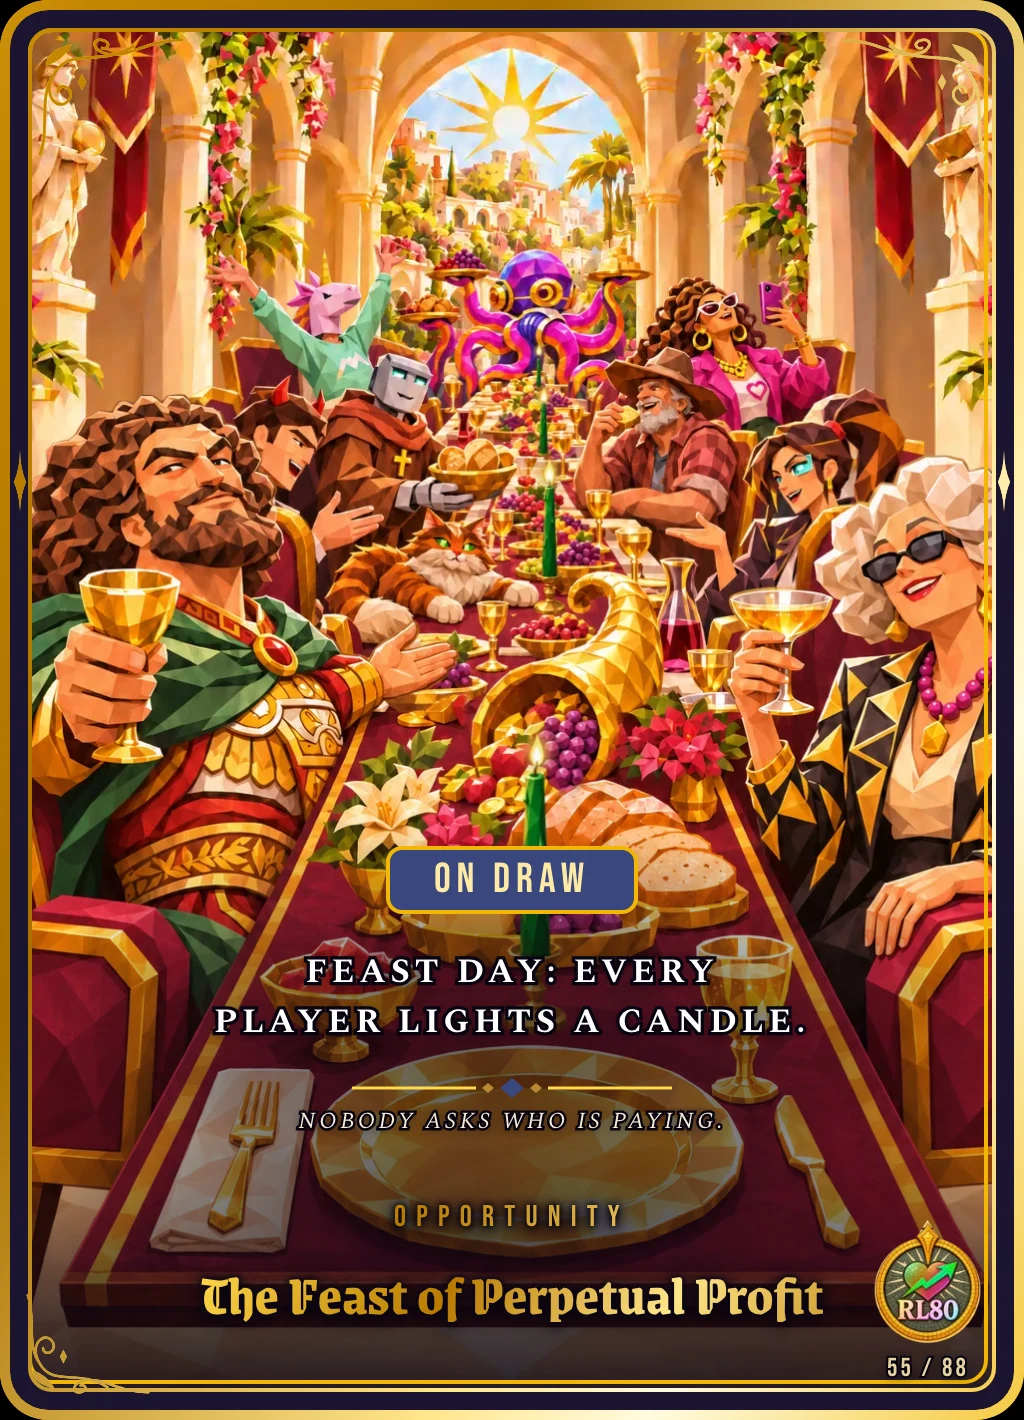 ON DRAW
FEAST DAY: EVERY
PLAYER LIGHTS A CANDLE.
NOBODY ASKS WHO IS PAYING.
OPPORTUNITY
The Feast of Perpetual Profit
RL80
55 / 88